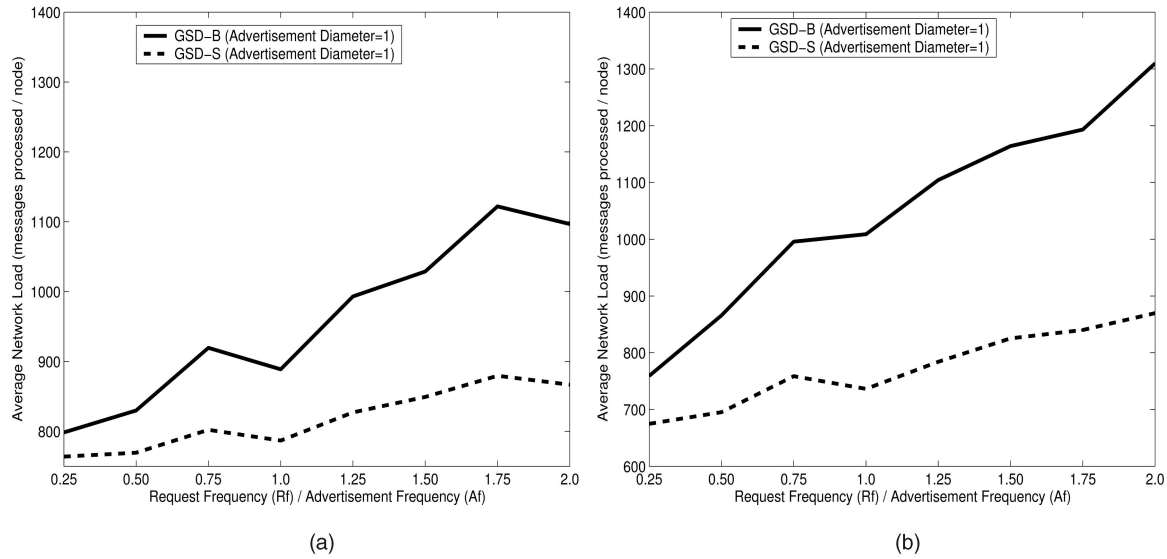 1400
1300
1200
1100
1000
900
800
Average Network Load (messages processed / node)
GSD−B (Advertisement Diameter=1)
GSD−S (Advertisement Diameter=1)
0.25 0.50 0.75 1.0 1.25 1.50 1.75 2.0
Request Frequency (Rf) / Advertisement Frequency (Af)
(a)
1400
1300
1200
1100
1000
900
800
700
600
Average Network Load (messages processed / node)
GSD−B (Advertisement Diameter=1)
GSD−S (Advertisement Diameter=1)
0.25 0.50 0.75 1.0 1.25 1.50 1.75 2.0
Request Frequency (Rf) / Advertisement Frequency (Af)
(b)